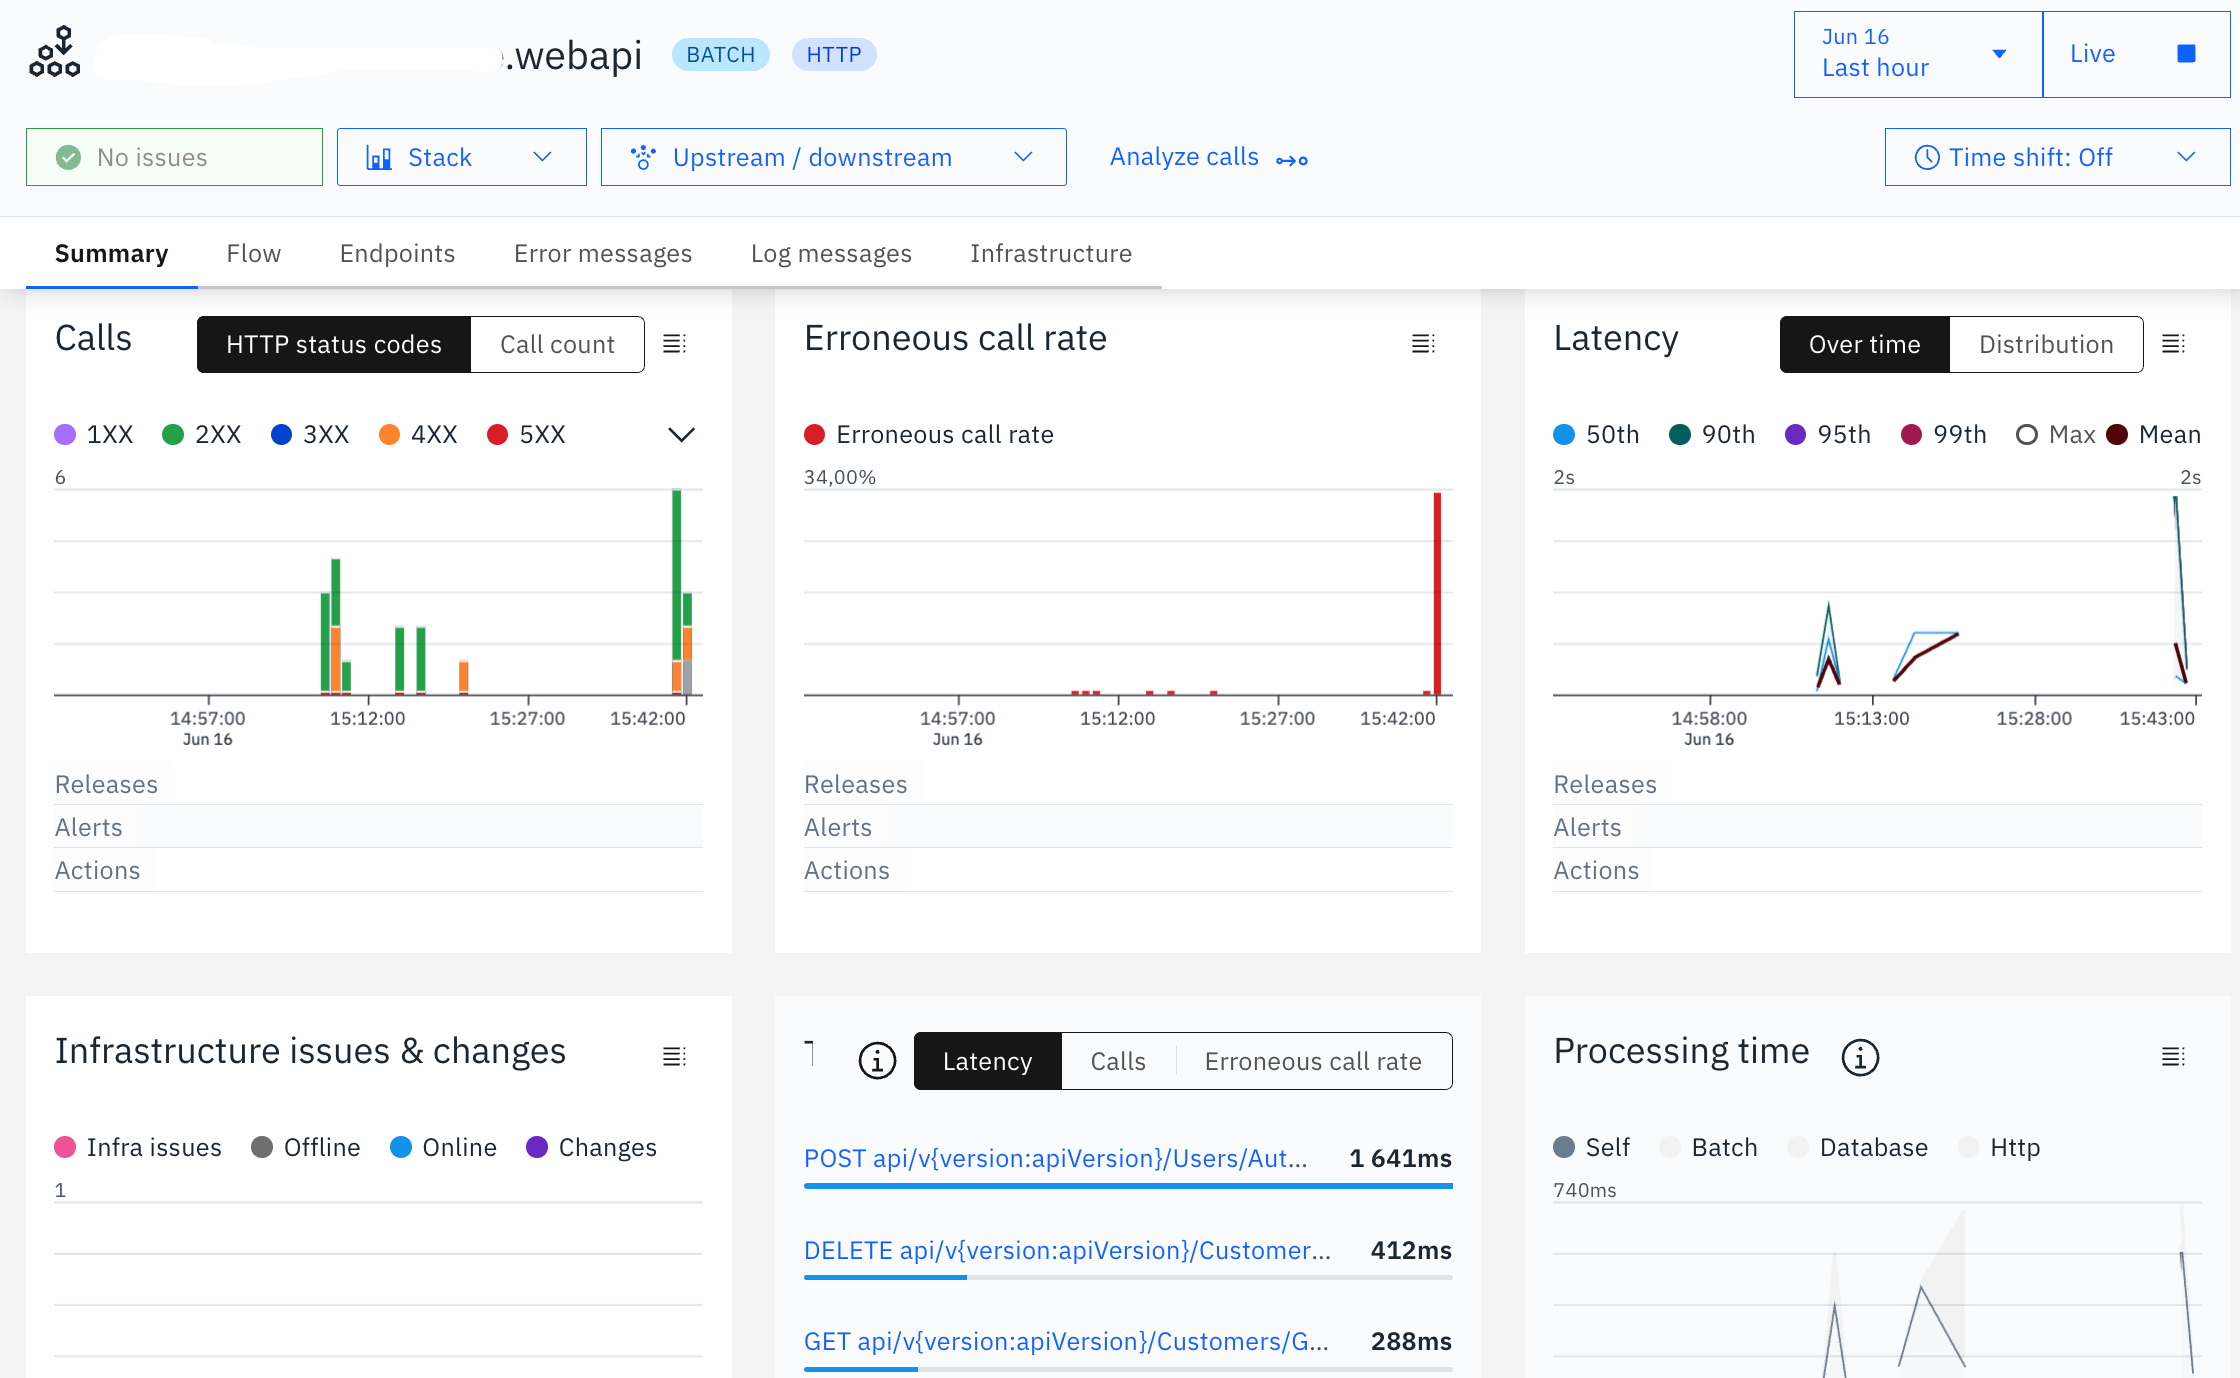 .webapi BATCH HTTP
Jun 16
Last hour
Live
No issues Stack Upstream / downstream Analyze calls Time shift: Off
Summary Flow Endpoints Error messages Log messages Infrastructure
Calls HTTP status codes Call count
1XX 2XX 3XX 4XX 5XX
6
14:57:00 15:12:00 15:27:00 15:42:00
Jun 16
Releases
Alerts
Actions
Erroneous call rate
Erroneous call rate
34,00%
14:57:00 15:12:00 15:27:00 15:42:00
Jun 16
Releases
Alerts
Actions
Latency Over time Distribution
50th 90th 95th 99th Max Mean
2s 2s
14:58:00 15:13:00 15:28:00 15:43:00
Jun 16
Releases
Alerts
Actions
Infrastructure issues & changes
Infra issues Offline Online Changes
1
Latency Calls Erroneous call rate
POST api/v{version:apiVersion}/Users/Aut... 1 641ms
DELETE api/v{version:apiVersion}/Customer... 412ms
GET api/v{version:apiVersion}/Customers/G... 288ms
Processing time
Self Batch Database Http
740ms